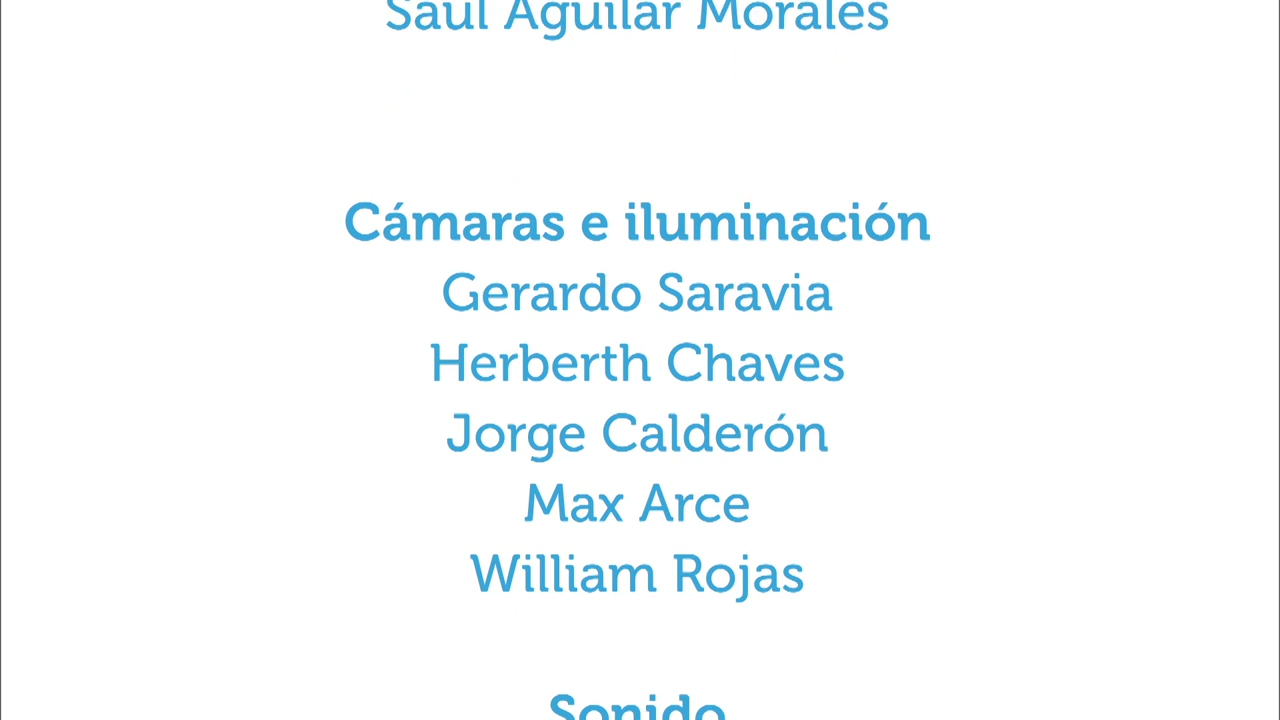 Saúl Aguilar Morales
Cámaras e iluminación
Gerardo Saravia
Herberth Chaves
Jorge Calderón
Max Arce
William Rojas
Sonido